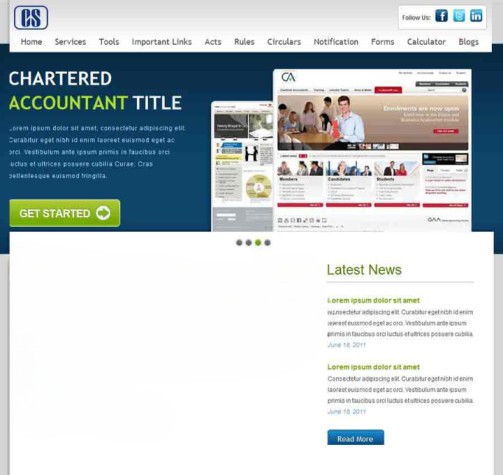 es
Follow Us:
Home Services Tools Important Links Acts Rules Circulars Notification Forms Calculator Blogs
CHARTERED
ACCOUNTANT TITLE
Lorem ipsum dolor sit amet, consectetur adipiscing elit.
Curabitur eget nibh id enim laoreet euismod eget ac
orci. Vestibulum ante ipsum primis in faucibus orci
luctus et ultrices posuere cubilia Curae; Cras
pellentesque euismod fringilla.
GET STARTED
CA
Enrolments are now open
Members Candidates Students
Latest News
Lorem ipsum dolor sit amet
consectetur adipiscing elit. Curabitur eget nibh id enim
laoreet euismod eget ac orci. Vestibulum ante ipsum
primis in faucibus orci luctus et ultrices posuere cubilia.
June 16, 2011
Lorem ipsum dolor sit amet
Consectetur adipiscing elit. Curabitur eget nibh id enim
laoreet euismod eget ac orci. Vestibulum ante ipsum
primis in faucibus orci luctus et ultrices posuere cubilia.
June 16, 2011
Read More